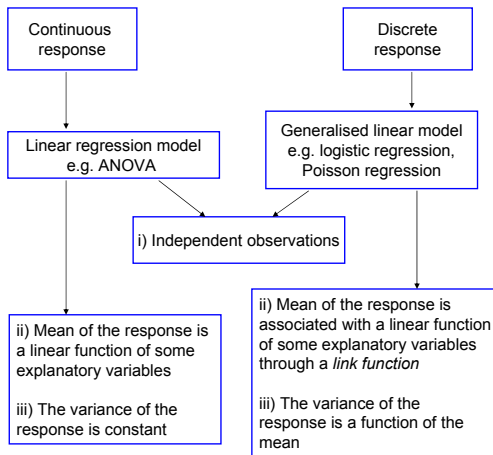 Continuous
response
Discrete
response
Linear regression model
e.g. ANOVA
Generalised linear model
e.g. logistic regression,
Poisson regression
i) Independent observations
ii) Mean of the response is
a linear function of some
explanatory variables
iii) The variance of the
response is constant
ii) Mean of the response is
associated with a linear function
of some explanatory variables
through a link function
iii) The variance of the
response is a function of the
mean